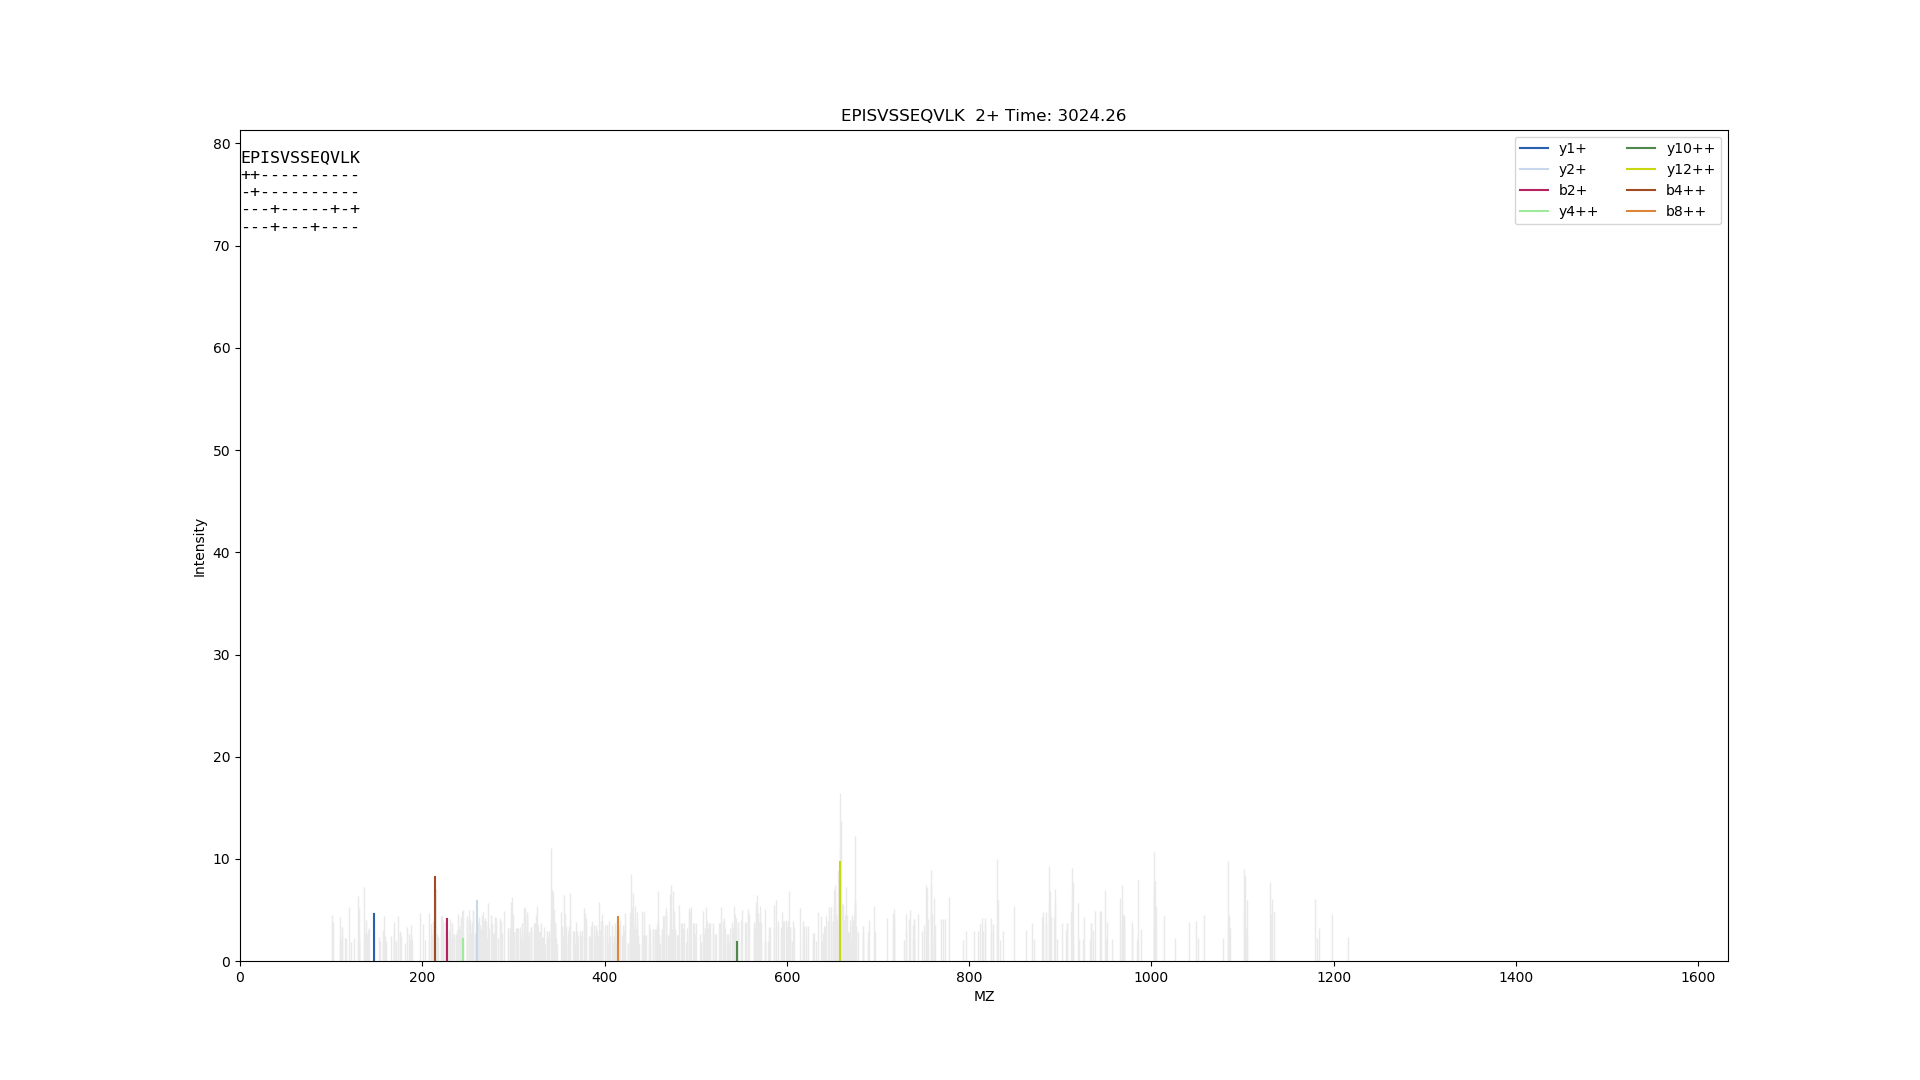 EPISVSSEQVLK  2+ Time: 3024.26
80
70
60
50
40
30
20
10
0
Intensity
EPISVSSEQVLK
++----------
-+----------
---+-----+-+
---+---+----
y1+
y2+
b2+
y4++
y10++
y12++
b4++
b8++
0 200 400 600 800 1000 1200 1400 1600
MZ